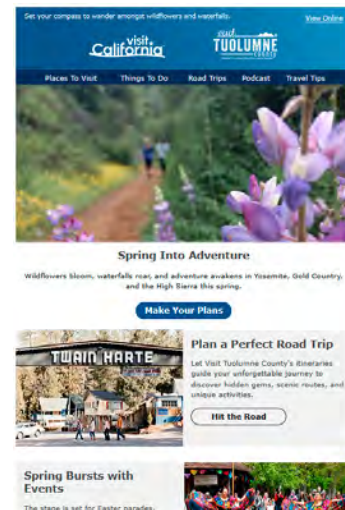 Set your compass to wander amongst wildflowers and waterfalls.
View Online
visit
California
visit
TUOLUMNE
COUNTY
Places To Visit
Things To Do
Road Trips
Podcast
Travel Tips
Spring Into Adventure
Wildflowers bloom, waterfalls roar, and adventure awakens in Yosemite, Gold Country,
and the High Sierra this spring.
Make Your Plans
TWAIN HARTE
Plan a Perfect Road Trip
Let Visit Tuolumne County's itineraries
guide your unforgettable journey to
discover hidden gems, scenic routes, and
unique activities.
Hit the Road
Spring Bursts with
Events
The stage is set for Easter parades,